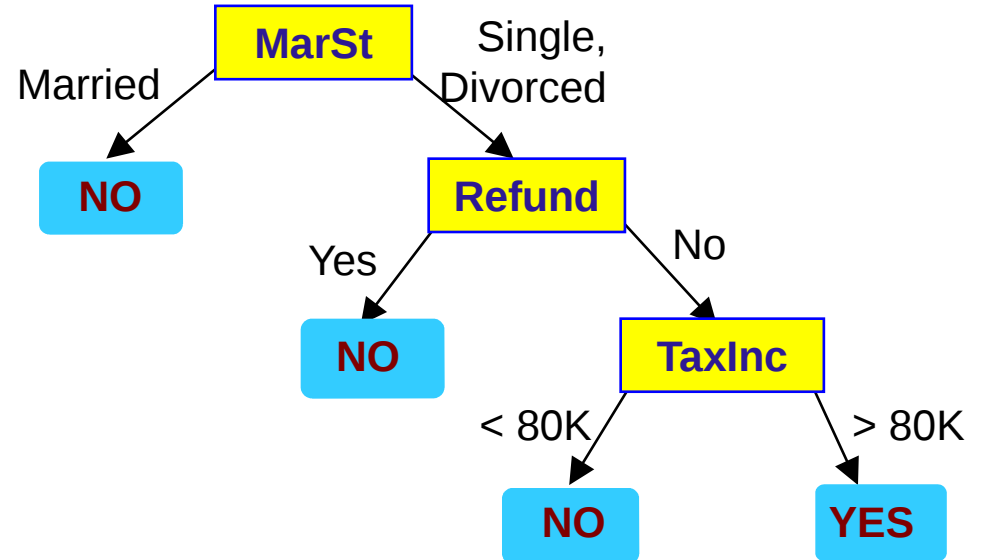 MarSt
Single,
Divorced
Married
NO
Refund
Yes
No
NO
TaxInc
< 80K
> 80K
NO
YES